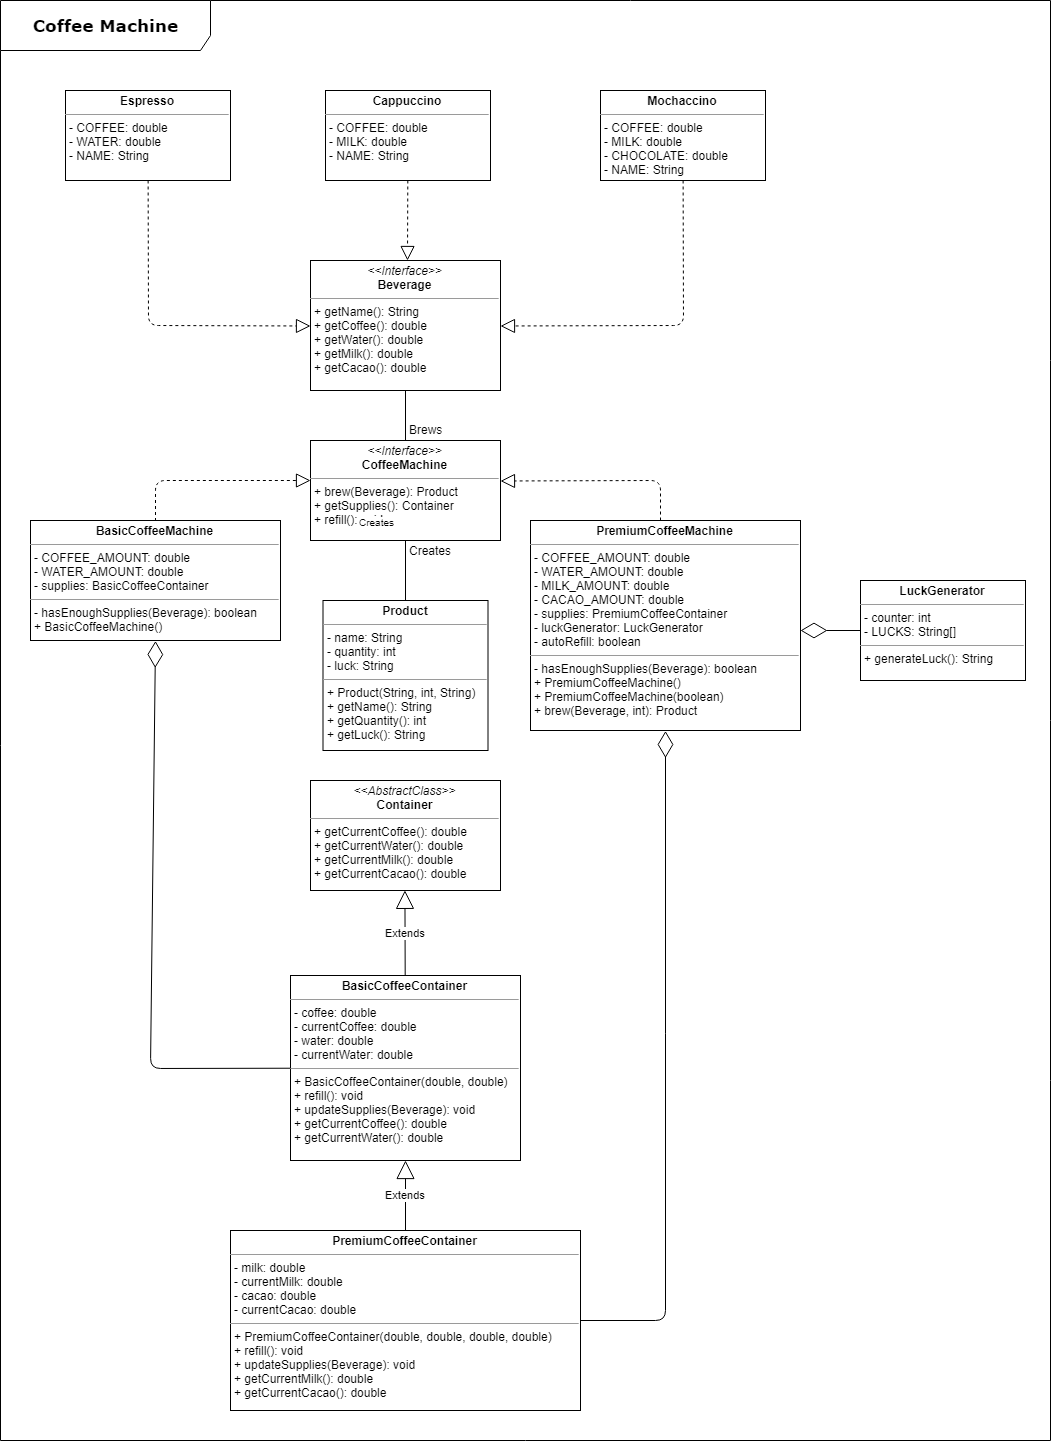 Coffee Machine
Espresso
- COFFEE: double
- WATER: double
- NAME: String
Cappuccino
- COFFEE: double
- MILK: double
- NAME: String
Mochaccino
- COFFEE: double
- MILK: double
- CHOCOLATE: double
- NAME: String
<<Interface>>
Beverage
+ getName(): String
+ getCoffee(): double
+ getWater(): double
+ getMilk(): double
+ getCacao(): double
Brews
<<Interface>>
CoffeeMachine
+ brew(Beverage): Product
+ getSupplies(): Container
+ refill():
Creates
Creates
BasicCoffeeMachine
- COFFEE_AMOUNT: double
- WATER_AMOUNT: double
- supplies: BasicCoffeeContainer
- hasEnoughSupplies(Beverage): boolean
+ BasicCoffeeMachine()
PremiumCoffeeMachine
- COFFEE_AMOUNT: double
- WATER_AMOUNT: double
- MILK_AMOUNT: double
- CACAO_AMOUNT: double
- supplies: PremiumCoffeeContainer
- luckGenerator: LuckGenerator
- autoRefill: boolean
- hasEnoughSupplies(Beverage): boolean
+ PremiumCoffeeMachine()
+ PremiumCoffeeMachine(boolean)
+ brew(Beverage, int): Product
LuckGenerator
- counter: int
- LUCKS: String[]
+ generateLuck(): String
Product
- name: String
- quantity: int
- luck: String
+ Product(String, int, String)
+ getName(): String
+ getQuantity(): int
+ getLuck(): String
<<AbstractClass>>
Container
+ getCurrentCoffee(): double
+ getCurrentWater(): double
+ getCurrentMilk(): double
+ getCurrentCacao(): double
Extends
BasicCoffeeContainer
- coffee: double
- currentCoffee: double
- water: double
- currentWater: double
+ BasicCoffeeContainer(double, double)
+ refill(): void
+ updateSupplies(Beverage): void
+ getCurrentCoffee(): double
+ getCurrentWater(): double
Extends
PremiumCoffeeContainer
- milk: double
- currentMilk: double
- cacao: double
- currentCacao: double
+ PremiumCoffeeContainer(double, double, double, double)
+ refill(): void
+ updateSupplies(Beverage): void
+ getCurrentMilk(): double
+ getCurrentCacao(): double